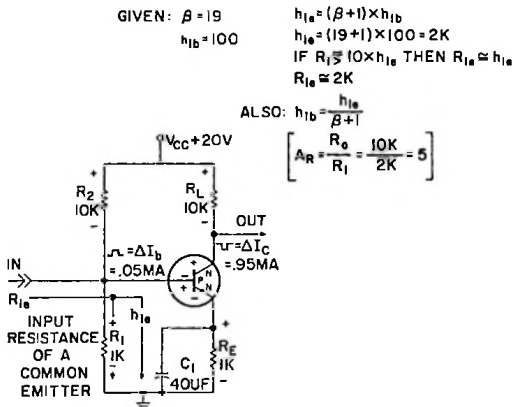 GIVEN: β=19
h₁b=100
h₁e=(β+1)×h₁b
h₁e=(19+1)×100=2K
IF R₁≧10×h₁e THEN R₁e≅h₁e
R₁e≅2K
ALSO: h₁b=h₁e/β+1
[ΔR=Ro/R₁=10K/2K=5]
VCC+20V
+
+
R2
10K
-
RL
10K
-
OUT
=ΔIb
=.05MA
=ΔIc
=.95MA
IN
+
N
P
N
R₁e
INPUT
RESISTANCE
OF A
COMMON
EMITTER
+
R₁
1K
h₁e
C₁
40UF
+
RE
1K
-